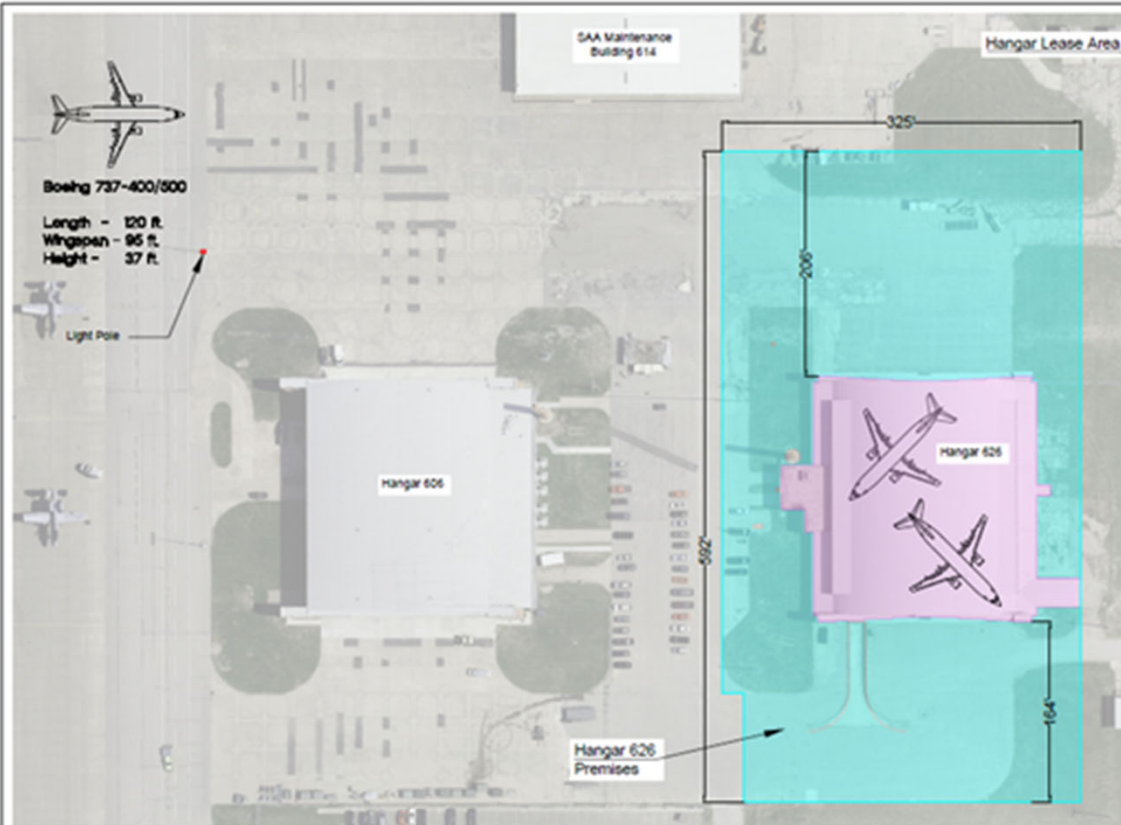 SAA Maintenance
Building 614
Hangar Lease Area
325'
Boeing 737-400/500
Length - 120 ft.
Wingspan - 95 ft.
Height - 37 ft.
206'
Light Pole
Hangar 626
Hangar 606
592'
164'
Hangar 626
Premises